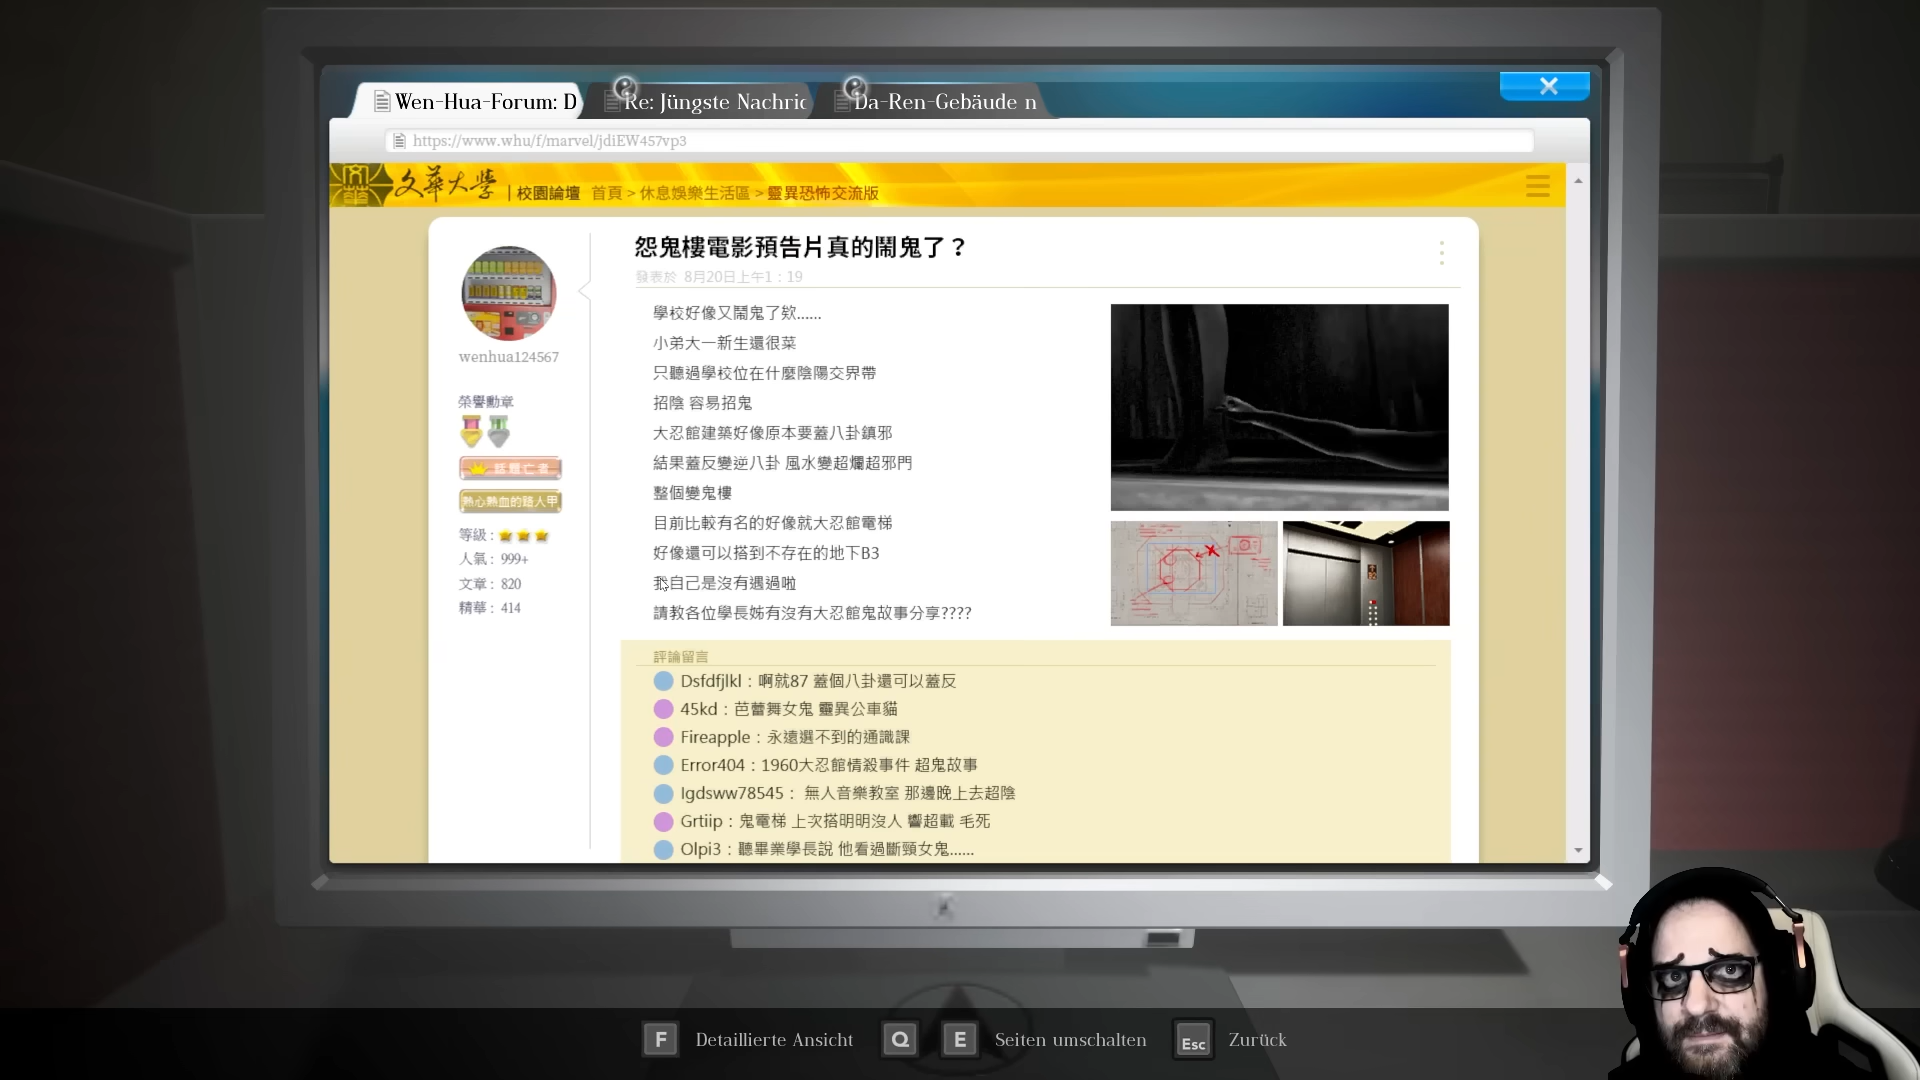 Wen-Hua-Forum: D
Re: Jüngste Nachric
Da-Ren-Gebäude n
https://www.whu/f/marvel/jdiEW457vp3
文華大學 | 校園論壇 首頁 > 休息娛樂生活區 > 靈異恐怖交流版
怨鬼樓電影預告片真的鬧鬼了？
發表於 8月20日上午1：19
wenhua124567
榮譽勳章
話題亡者
熱心熱血的路人甲
等級：
人氣：999+
文章：820
精華：414
學校好像又鬧鬼了欸......
小弟大一新生還很菜
只聽過學校位在什麼陰陽交界帶
招陰 容易招鬼
大忍館建築好像原本要蓋八卦鎮邪
結果蓋反變逆八卦 風水變超爛超邪門
整個變鬼樓
目前比較有名的好像就大忍館電梯
好像還可以搭到不存在的地下B3
我自己是沒有遇過啦
請教各位學長姊有沒有大忍館鬼故事分享????
評論留言
Dsfdfjlkl：啊就87 蓋個八卦還可以蓋反
45kd：芭蕾舞女鬼 靈異公車貓
Fireapple：永遠選不到的通識課
Error404：1960大忍館情殺事件 超鬼故事
Igdsww78545： 無人音樂教室 那邊晚上去超陰
Grtiip：鬼電梯 上次搭明明沒人 響超載 毛死
Olpi3：聽畢業學長說 他看過斷頸女鬼......
F Detaillierte Ansicht Q E Seiten umschalten Esc Zurück